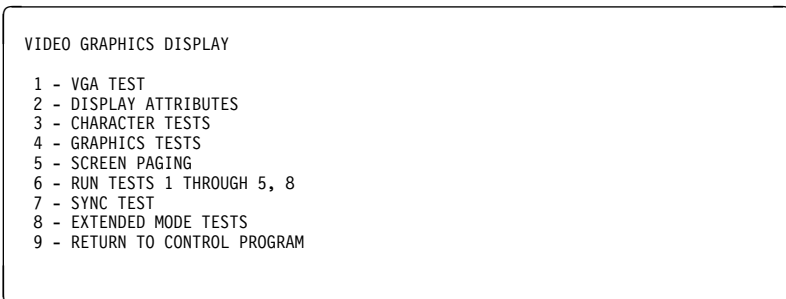 VIDEO GRAPHICS DISPLAY
1 - VGA TEST
2 - DISPLAY ATTRIBUTES
3 - CHARACTER TESTS
4 - GRAPHICS TESTS
5 - SCREEN PAGING
6 - RUN TESTS 1 THROUGH 5, 8
7 - SYNC TEST
8 - EXTENDED MODE TESTS
9 - RETURN TO CONTROL PROGRAM